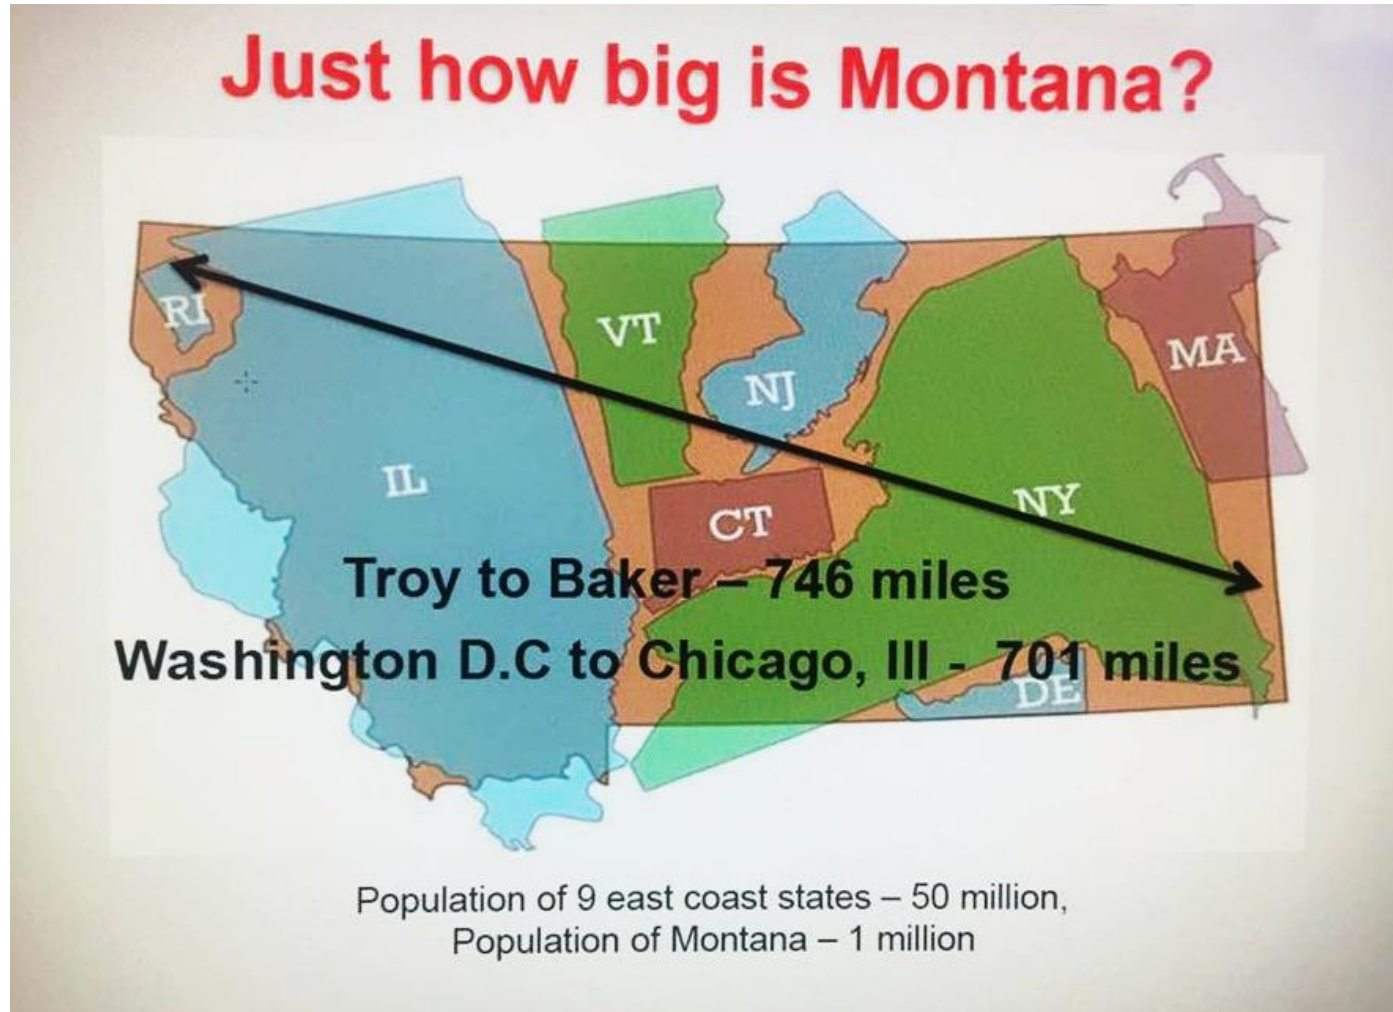 Just how big is Montana?
RI
VT
NJ
MA
IL
CT
NY
Troy to Baker – 746 miles
Washington D.C to Chicago, Ill - 701 miles
DE
Population of 9 east coast states – 50 million,
Population of Montana – 1 million